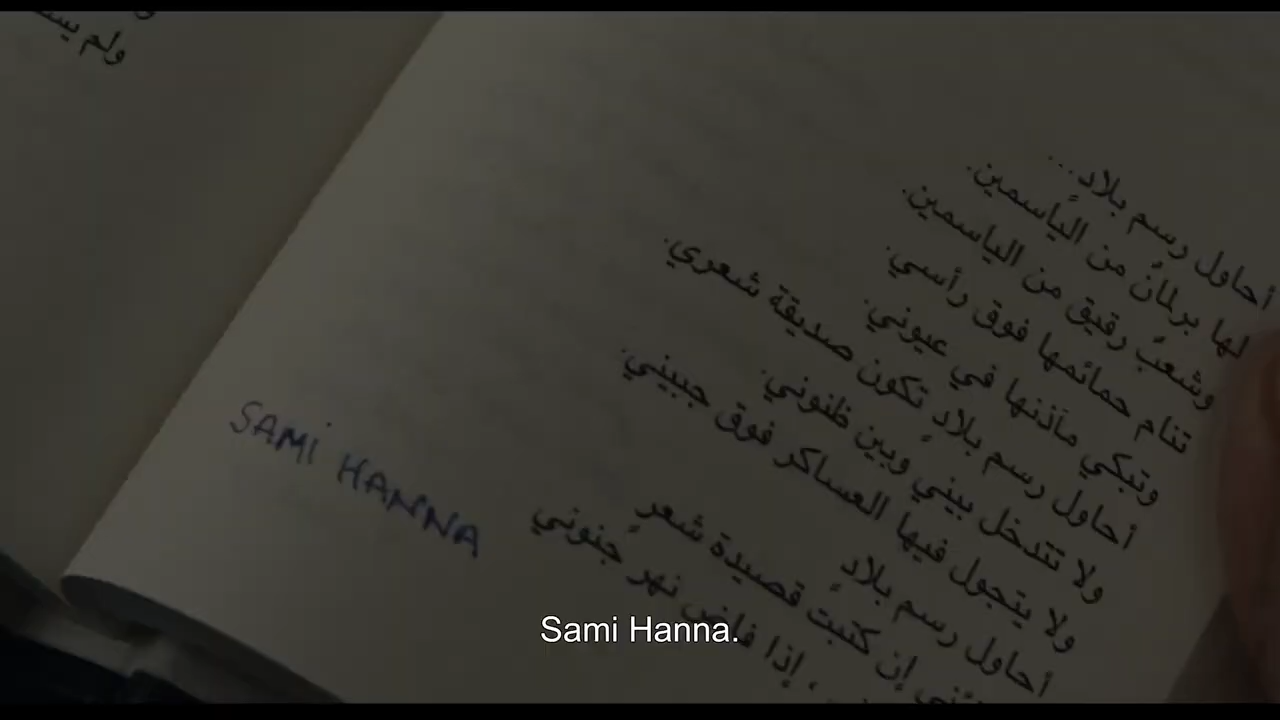 ولم
أحاول رسم بلادٍ...
لها برلمانٌ من الياسمين.
وشعبٌ رقيق من الياسمين.
تنام حمائمها فوق رأسي.
وتبكي مآذنها في عيوني.
أحاول رسم بلادٍ تكون صديقة شعري.
ولا تتدخل بيني وبين ظنوني.
ولا يتجول فيها العساكر فوق جبيني.
أحاول رسم بلادٍ
إن كتبت قصيدة شعرٍ
، إذا فاض نهر جنوني
SAMI HANNA
Sami Hanna.